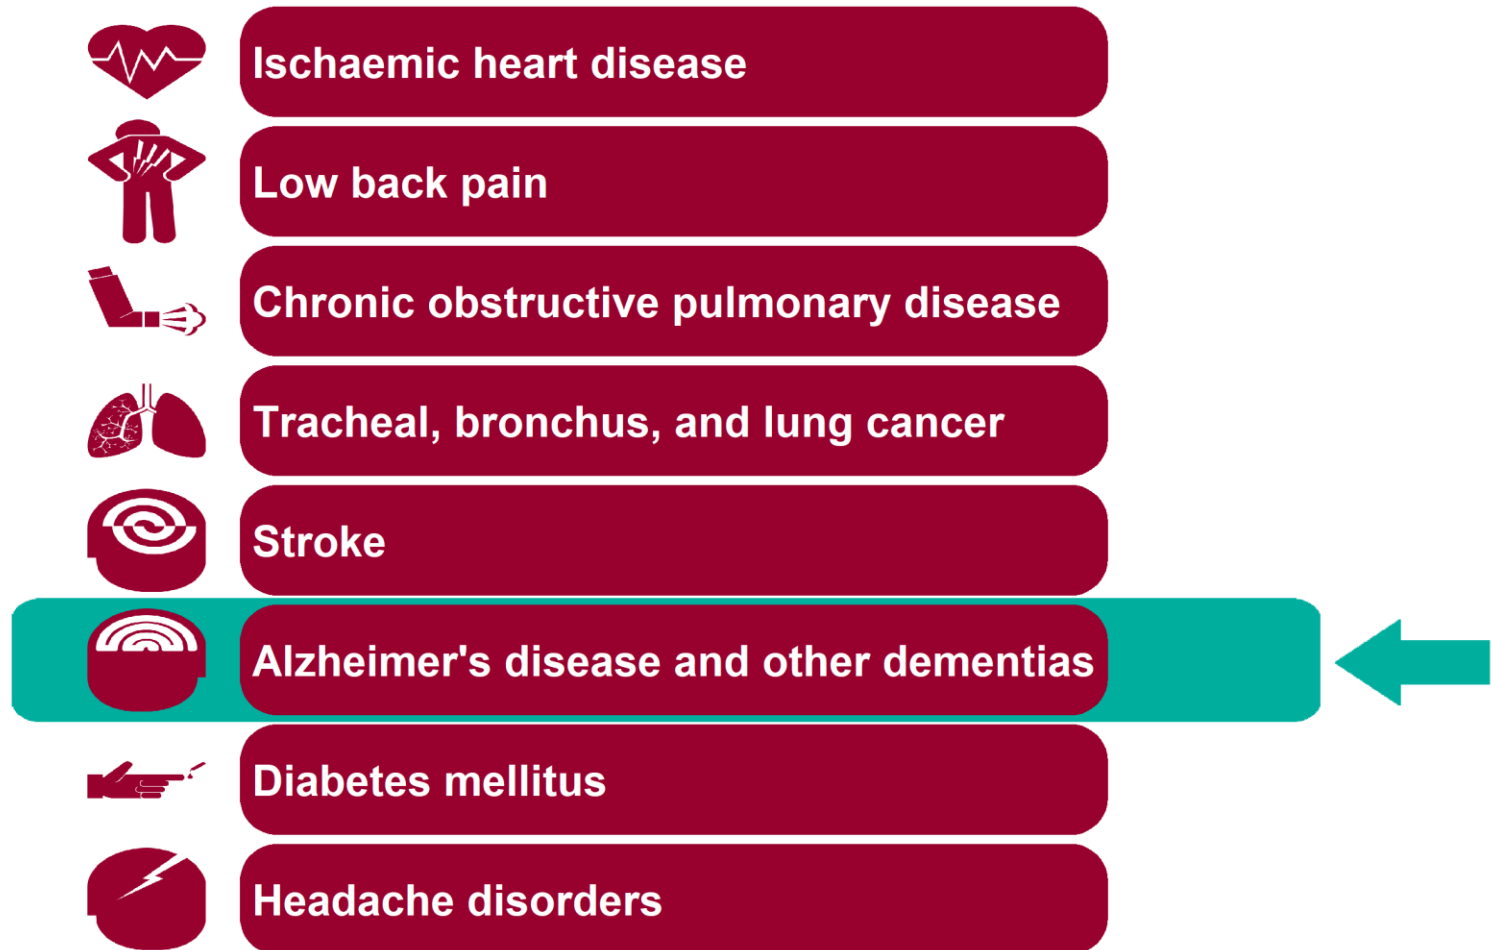 Ischaemic heart disease
Low back pain
Chronic obstructive pulmonary disease
Tracheal, bronchus, and lung cancer
Stroke
Alzheimer's disease and other dementias
Diabetes mellitus
Headache disorders